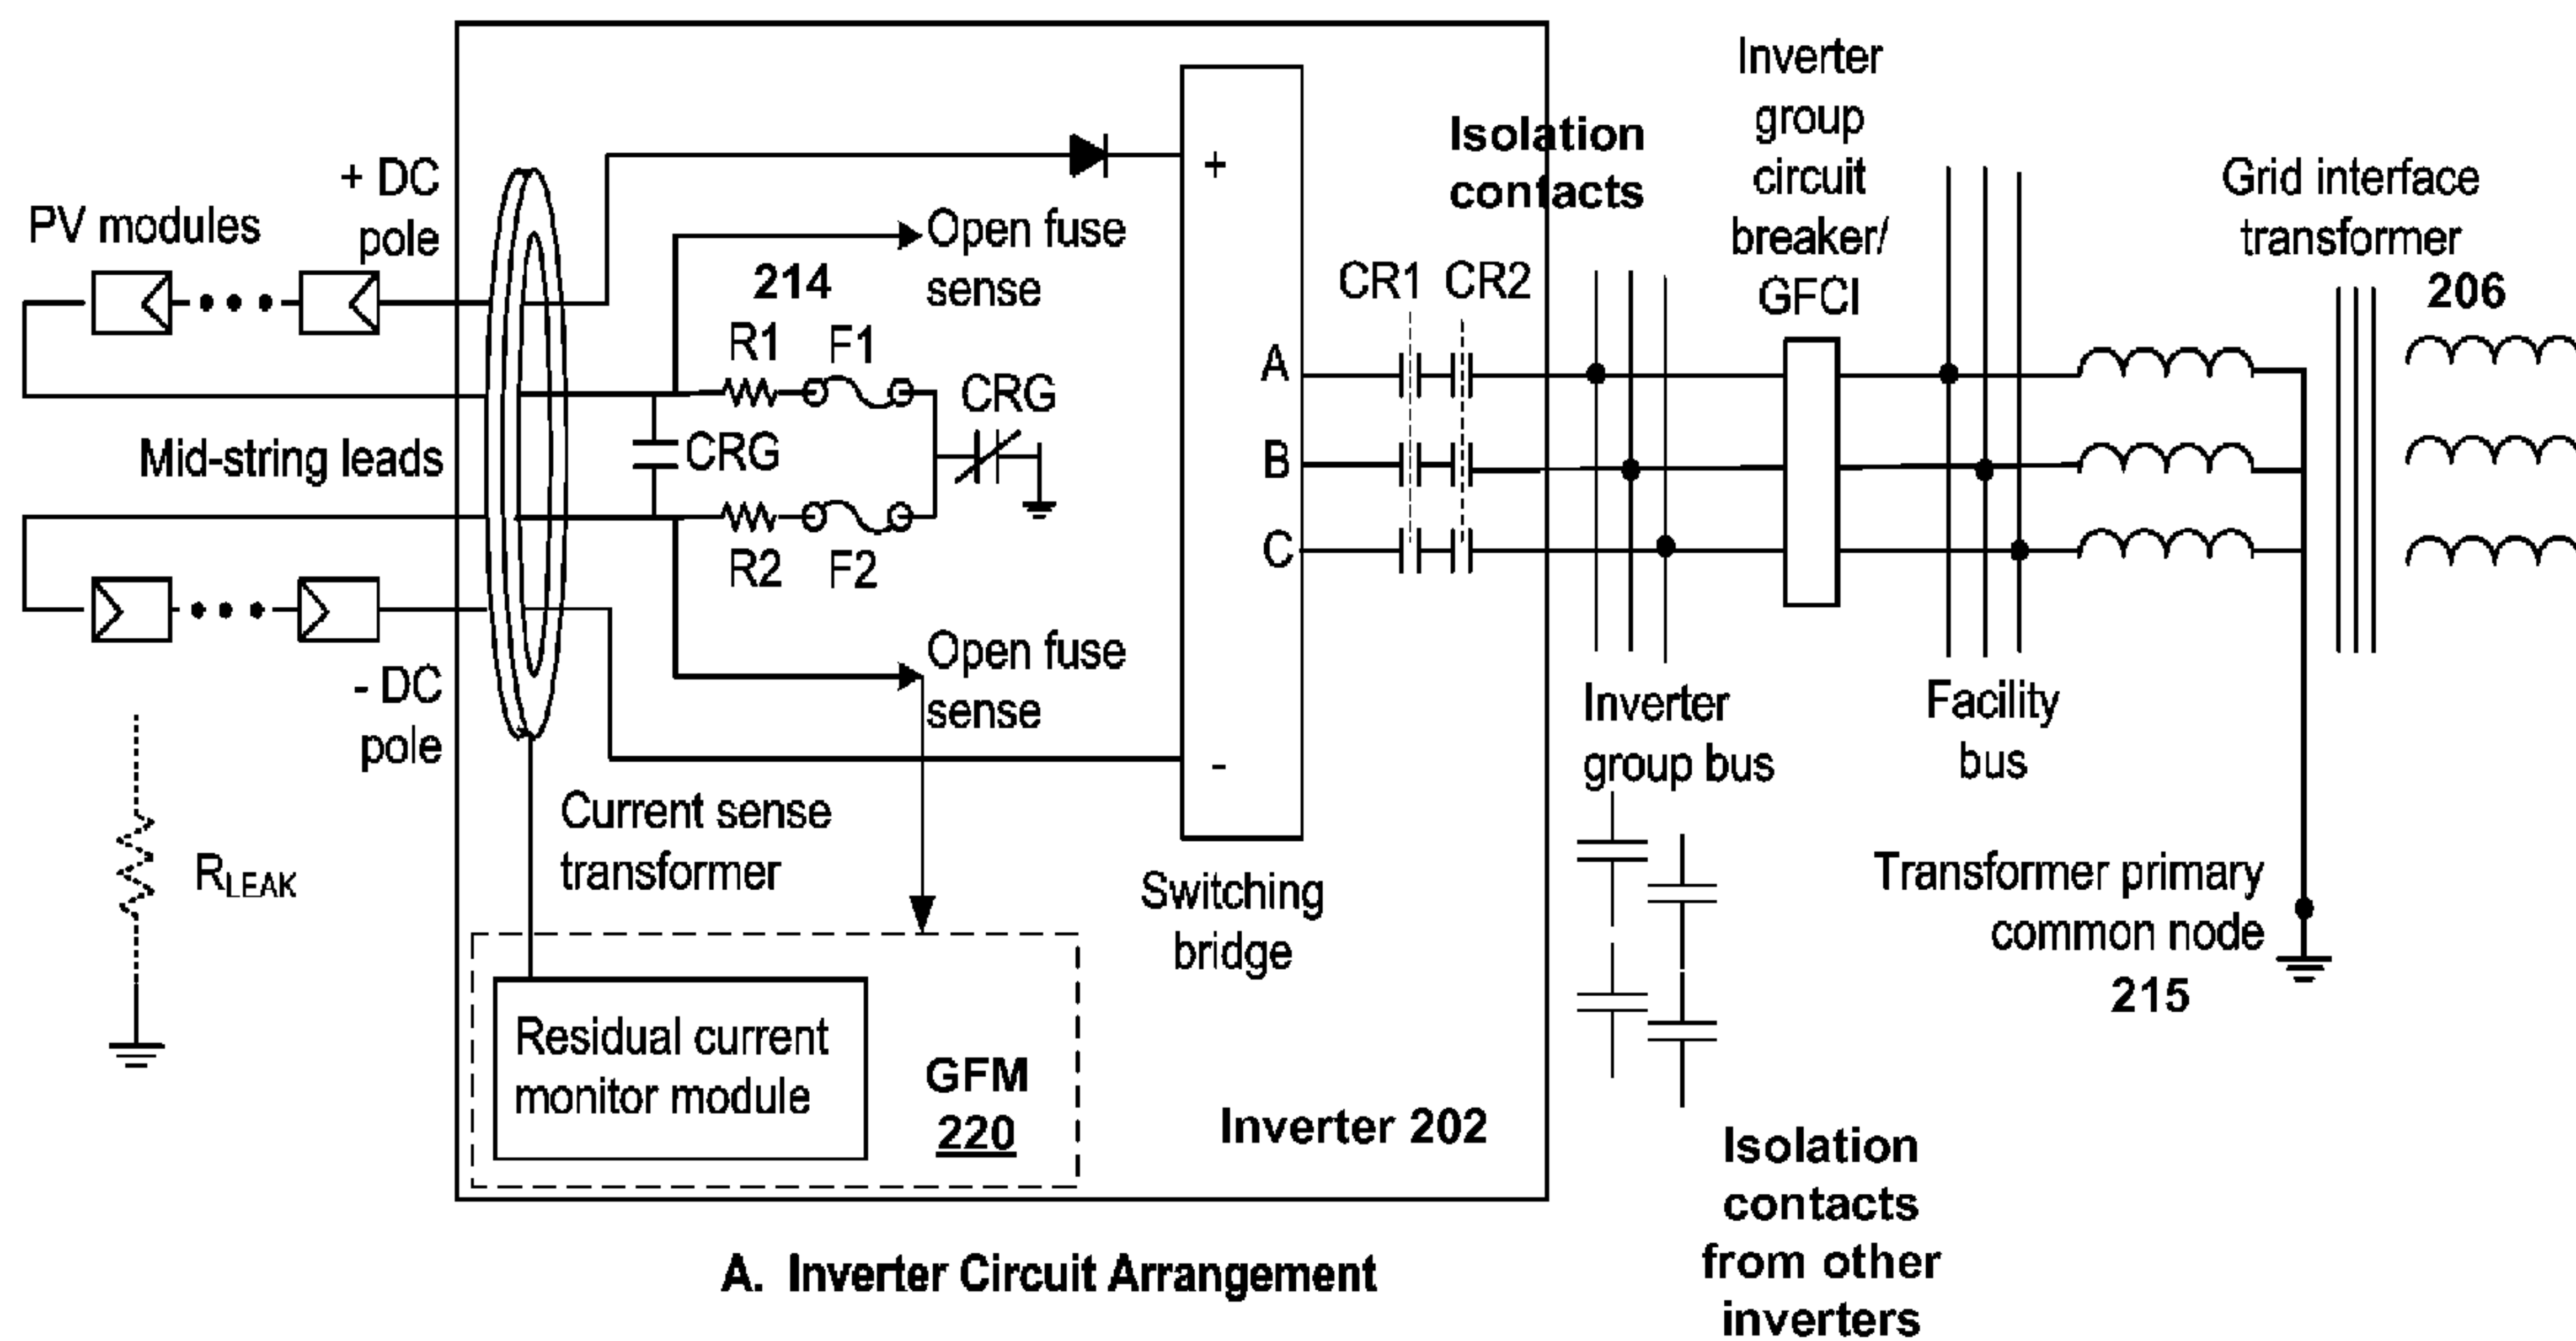 PV modules
+ DC
pole
Mid-string leads
- DC
pole
RLEAK
214
R1
F1
CRG
CRG
R2
F2
Open fuse
sense
Open fuse
sense
Current sense
transformer
Residual current
monitor module
GFM
220
+
-
A
B
C
Switching
bridge
Inverter 202
Isolation
contacts
CR1
CR2
Inverter
group
circuit
breaker/
GFCI
Inverter
group bus
Facility
bus
Grid interface
transformer
206
Transformer primary
common node
215
Isolation
contacts
from other
inverters
A. Inverter Circuit Arrangement